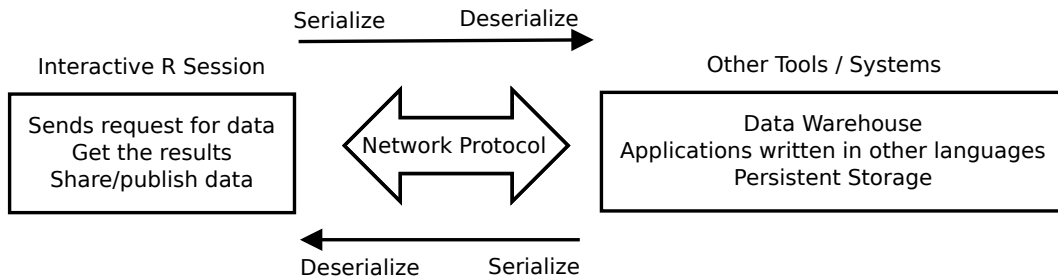 Serialize Deserialize
Interactive R Session
Other Tools / Systems
Sends request for data
Get the results
Share/publish data
Network Protocol
Data Warehouse
Applications written in other languages
Persistent Storage
Deserialize Serialize